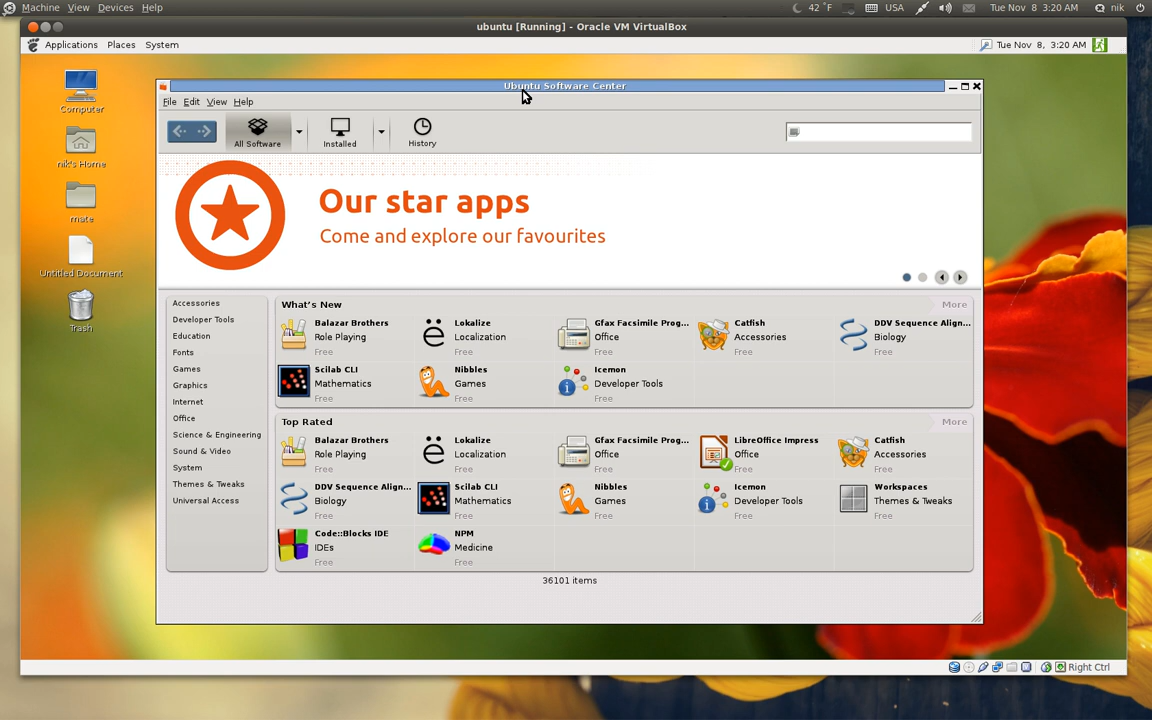 Machine View Devices Help 42 °F USA Tue Nov 8 3:20 AM nik
ubuntu [Running] - Oracle VM VirtualBox
Applications Places System Tue Nov 8, 3:20 AM
Computer
nik's Home
mate
Untitled Document
Trash
Ubuntu Software Center
File Edit View Help
All Software Installed History
Our star apps
Come and explore our favourites
Accessories
Developer Tools
Education
Fonts
Games
Graphics
Internet
Office
Science & Engineering
Sound & Video
System
Themes & Tweaks
Universal Access
What's New More
Balazar Brothers Lokalize Gfax Facsimile Prog... Catfish DDV Sequence Align...
Role Playing Localization Office Accessories Biology
Free Free Free Free Free
Scilab CLI Nibbles Icemon
Mathematics Games Developer Tools
Free Free Free
Top Rated More
Balazar Brothers Lokalize Gfax Facsimile Prog... LibreOffice Impress Catfish
Role Playing Localization Office Office Accessories
Free Free Free Free Free
DDV Sequence Align... Scilab CLI Nibbles Icemon Workspaces
Biology Mathematics Games Developer Tools Themes & Tweaks
Free Free Free Free Free
Code::Blocks IDE NPM
IDEs Medicine
Free Free
36101 items
Right Ctrl